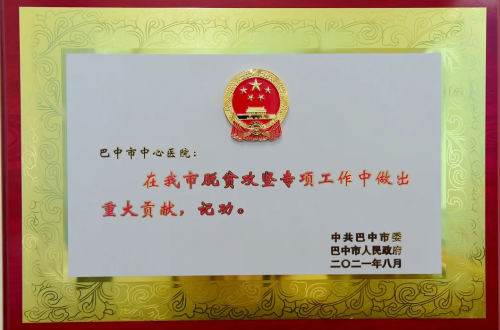 巴中市中心医院：
在我市脱贫攻坚专项工作中做出
重大贡献，记功。
中共巴中市委
巴中市人民政府
二〇二一年八月